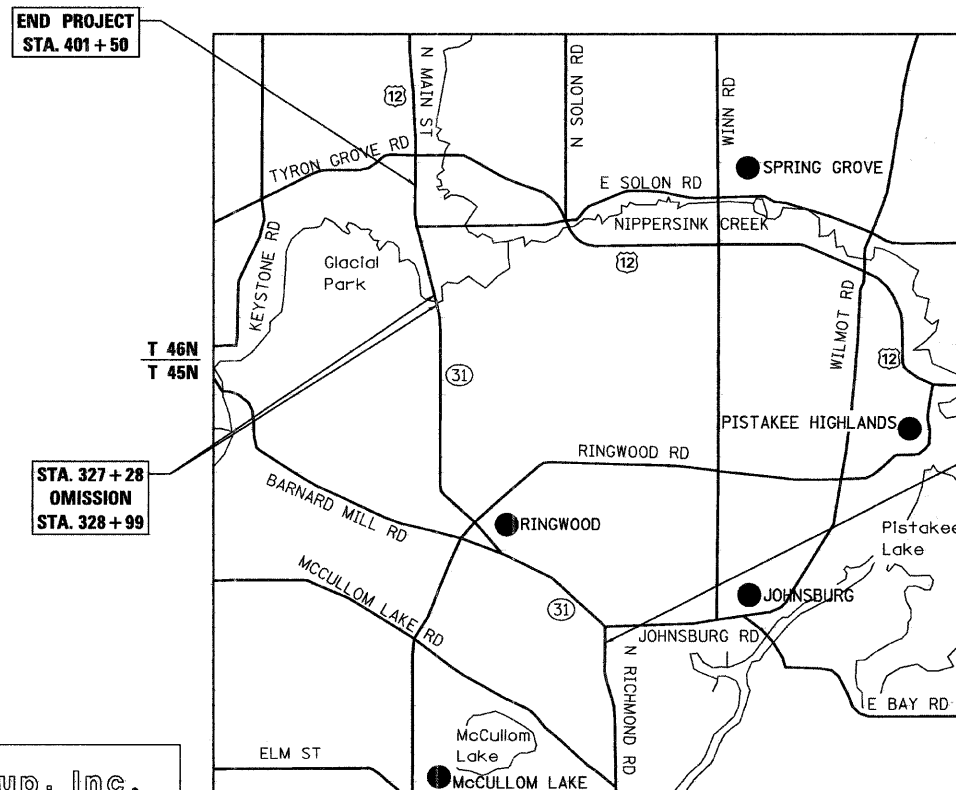 END PROJECT
STA. 401+50
N MAIN ST
N SOLON RD
WINN RD
12
TYRON GROVE RD
SPRING GROVE
E SOLON RD
NIPPERSINK CREEK
KEYSTONE RD
Glacial
Park
12
WILMOT RD
T 46N
T 45N
31
12
PISTAKEE HIGHLANDS
RINGWOOD RD
STA. 327+28
OMISSION
STA. 328+99
BARNARD MILL RD
RINGWOOD
Pistakee
Lake
MCCULLOM LAKE RD
31
JOHNSBURG
JOHNSBURG RD
N RICHMOND RD
E BAY RD
McCullom
Lake
ELM ST
McCULLOM LAKE
up, Inc.